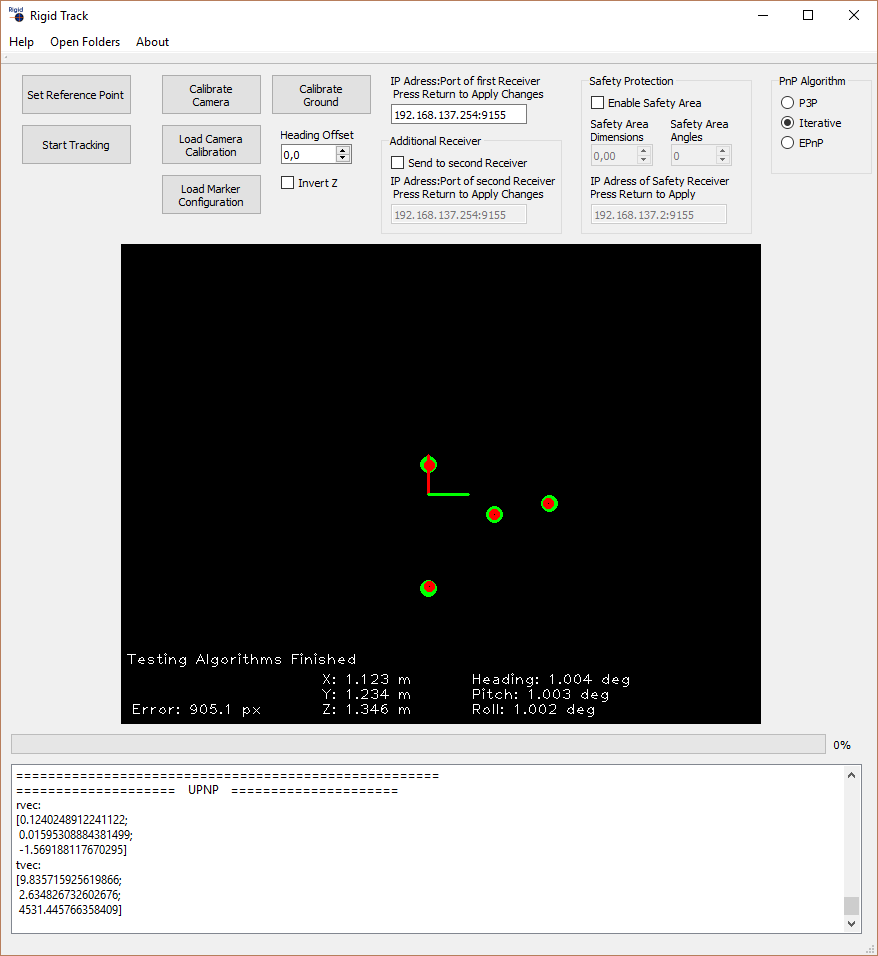 Rigid
Rigid Track
Help Open Folders About
Set Reference Point
Start Tracking
Calibrate
Camera
Load Camera
Calibration
Load Marker
Configuration
Calibrate
Ground
Heading Offset
0,0
Invert Z
IP Adress:Port of first Receiver
Press Return to Apply Changes
192.168.137.254:9155
Additional Receiver
Send to second Receiver
IP Adress:Port of second Receiver
Press Return to Apply Changes
192.168.137.254:9155
Safety Protection
Enable Safety Area
Safety Area
Dimensions
0,00
Safety Area
Angles
0
IP Adress of Safety Receiver
Press Return to Apply
192.168.137.2:9155
PnP Algorithm
P3P
Iterative
EPnP
Testing Algorithms Finished
X: 1.123 m Heading: 1.004 deg
Y: 1.234 m Pitch: 1.003 deg
Error: 905.1 px Z: 1.346 m Roll: 1.002 deg
0%
=====================================================
==================== UPNP =====================
rvec:
[0.1240248912241122;
0.01595308884381499;
-1.569188117670295]
tvec:
[9.835715925619866;
2.634826732602676;
4531.445766358409]